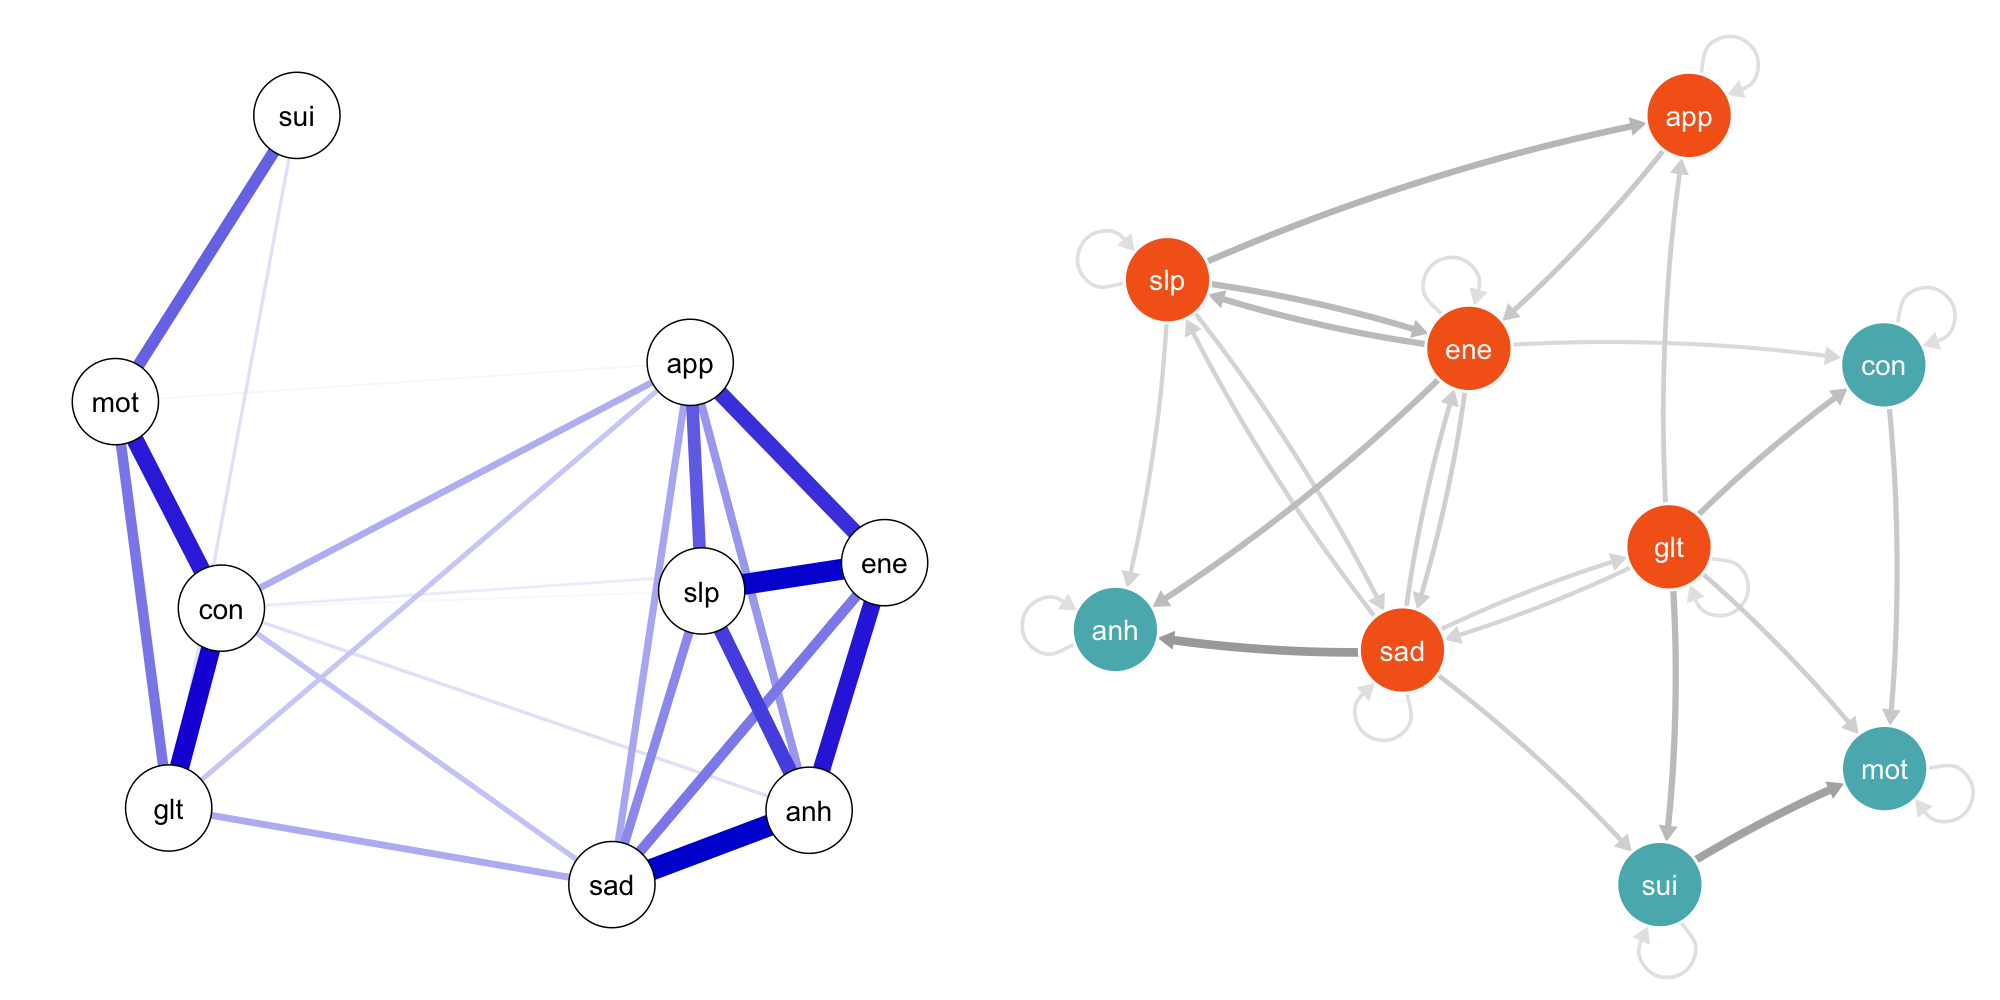 sui
mot
app
ene
slp
con
glt
anh
sad
app
slp
ene
con
glt
anh
sad
mot
sui